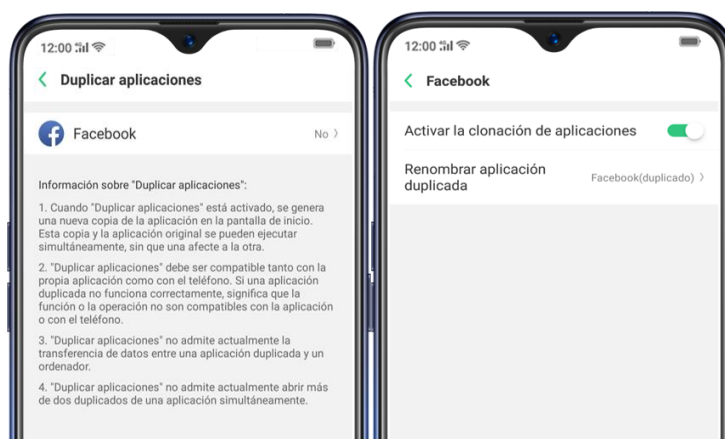 12:00
Duplicar aplicaciones
Facebook
No
Información sobre "Duplicar aplicaciones":
1. Cuando "Duplicar aplicaciones" está activado, se genera
una nueva copia de la aplicación en la pantalla de inicio.
Esta copia y la aplicación original se pueden ejecutar
simultáneamente, sin que una afecte a la otra.
2. "Duplicar aplicaciones" debe ser compatible tanto con la
propia aplicación como con el teléfono. Si una aplicación
duplicada no funciona correctamente, significa que la
función o la operación no son compatibles con la aplicación
o con el teléfono.
3. "Duplicar aplicaciones" no admite actualmente la
transferencia de datos entre una aplicación duplicada y un
ordenador.
4. "Duplicar aplicaciones" no admite actualmente abrir más
de dos duplicados de una aplicación simultáneamente.
12:00
Facebook
Activar la clonación de aplicaciones
Renombrar aplicación
duplicada
Facebook(duplicado)